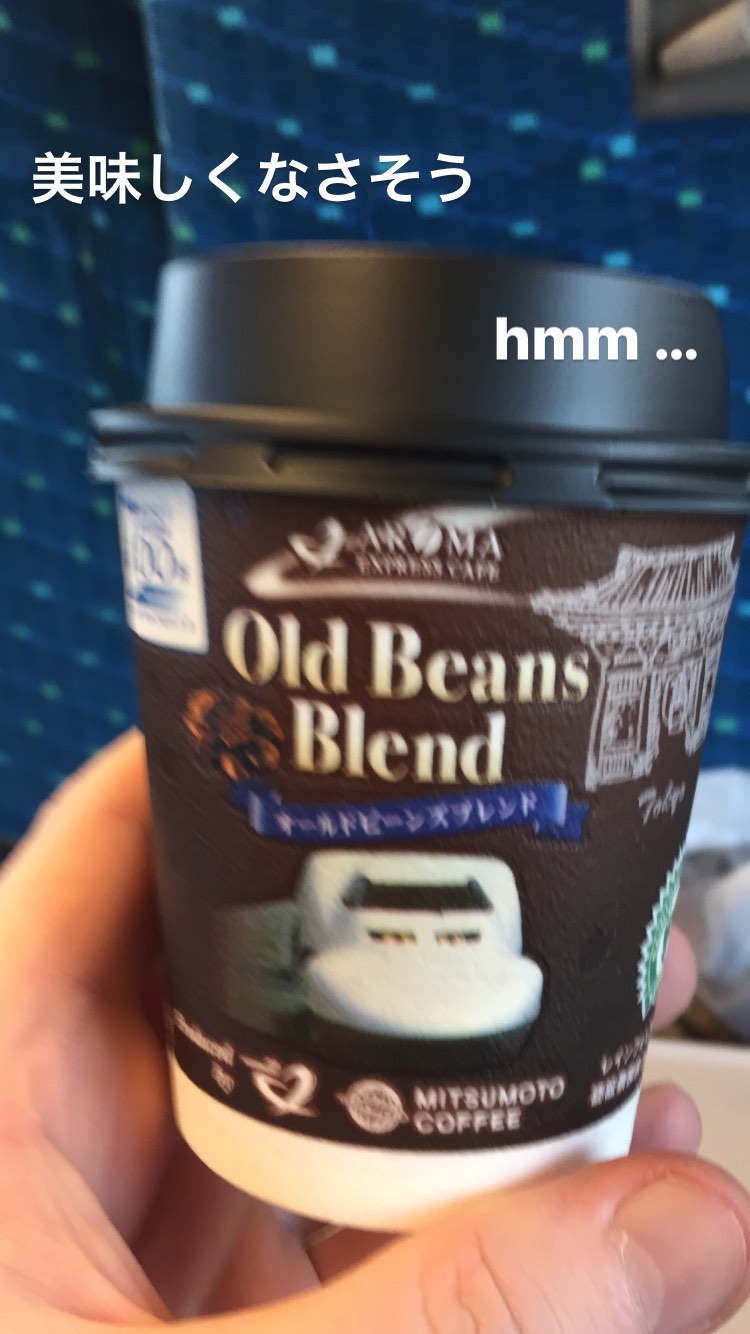 美味しくなさそう
hmm ...
AROMA
EXPRESS CAFE
Old Beans
Blend
オールドビーンズブレンド
MITSUMOTO
COFFEE